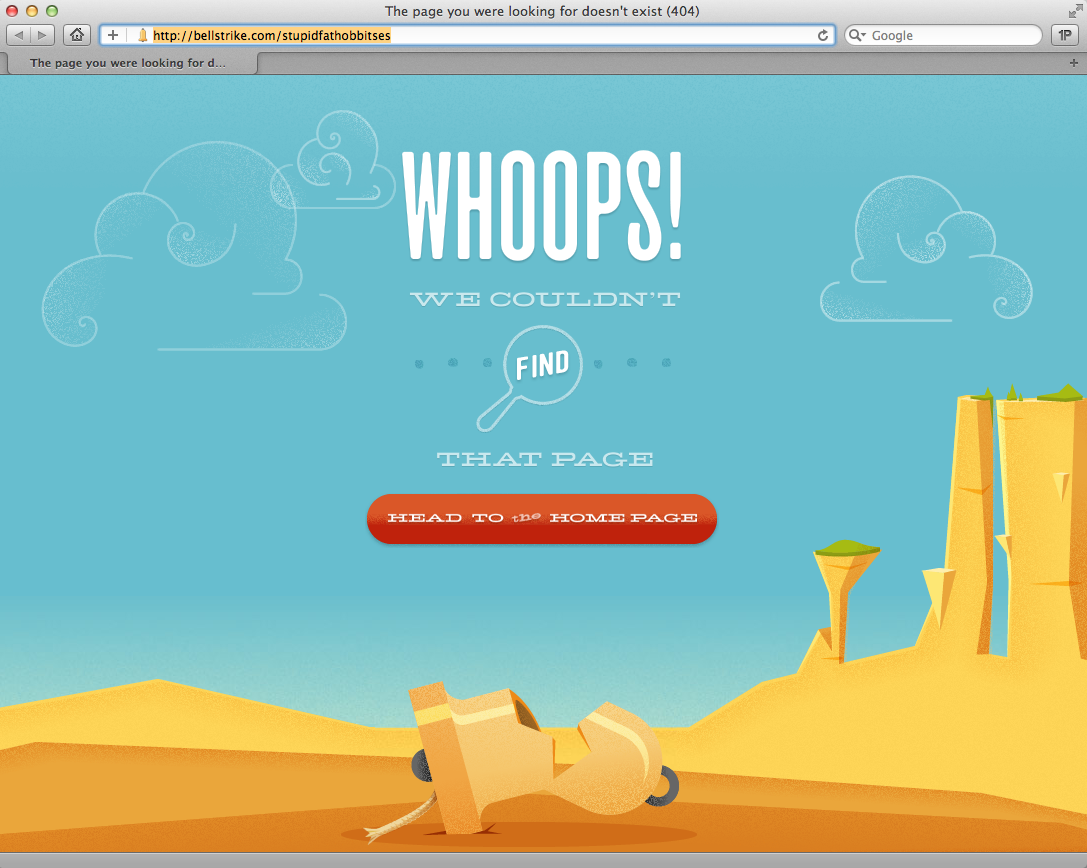 The page you were looking for doesn't exist (404)
http://bellstrike.com/stupidfathobbitses
Google
1P
The page you were looking for d...
WHOOPS!
WE COULDN'T
FIND
THAT PAGE
HEAD TO the HOME PAGE